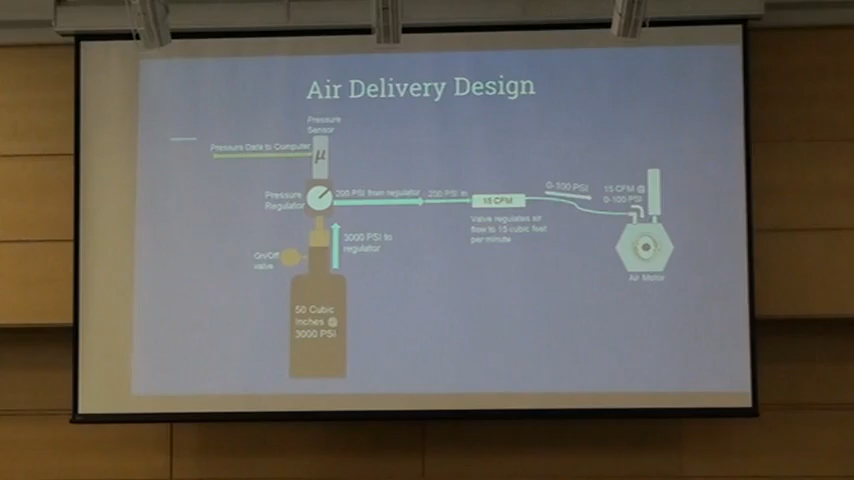 Air Delivery Design
Pressure
Sensor
Pressure Data to Computer
μ
Pressure
Regulator
200 PSI from regulator
200 PSI in
15 CFM
0-100 PSI
15 CFM @
0-100 PSI
Valve regulates air
flow to 15 cubic feet
per minute
3000 PSI to
regulator
On/Off
valve
Air Motor
50 Cubic
Inches @
3000 PSI